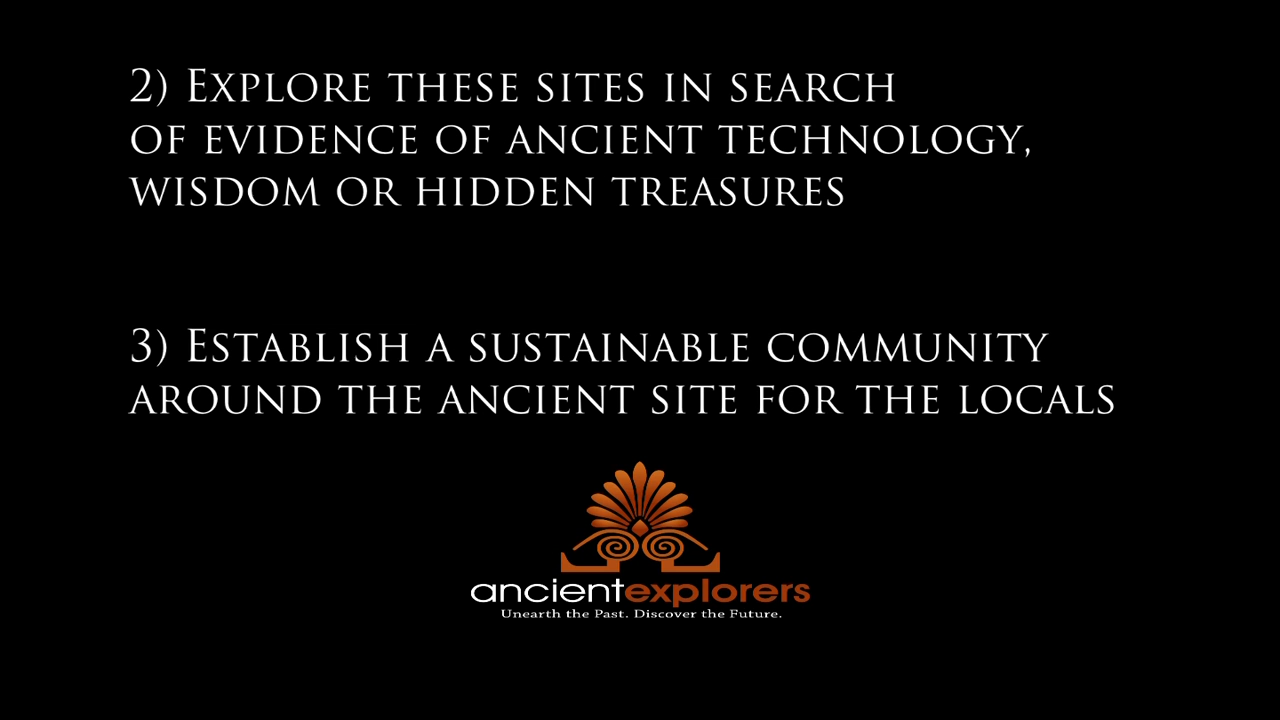 2) Explore these sites in search
of evidence of ancient technology,
wisdom or hidden treasures
3) Establish a sustainable community
around the ancient site for the locals
ancientexplorers
Unearth the Past. Discover the Future.